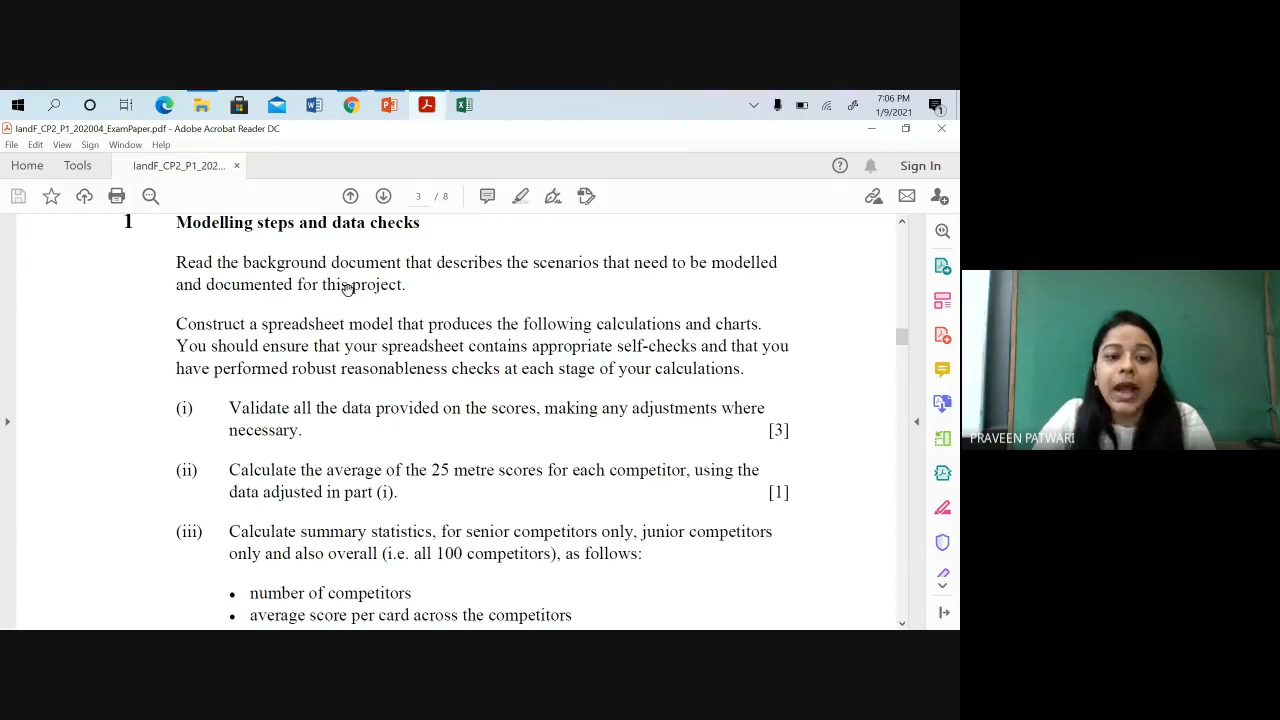 7:06 PM
1/9/2021
1
IandF_CP2_P1_202004_ExamPaper.pdf - Adobe Acrobat Reader DC
File Edit View Sign Window Help
Home Tools IandF_CP2_P1_202... × Sign In
3 / 8
1 Modelling steps and data checks
Read the background document that describes the scenarios that need to be modelled
and documented for this project.
Construct a spreadsheet model that produces the following calculations and charts.
You should ensure that your spreadsheet contains appropriate self-checks and that you
have performed robust reasonableness checks at each stage of your calculations.
(i) Validate all the data provided on the scores, making any adjustments where
necessary. [3]
(ii) Calculate the average of the 25 metre scores for each competitor, using the
data adjusted in part (i). [1]
(iii) Calculate summary statistics, for senior competitors only, junior competitors
only and also overall (i.e. all 100 competitors), as follows:
• number of competitors
• average score per card across the competitors
PRAVEEN PATWARI